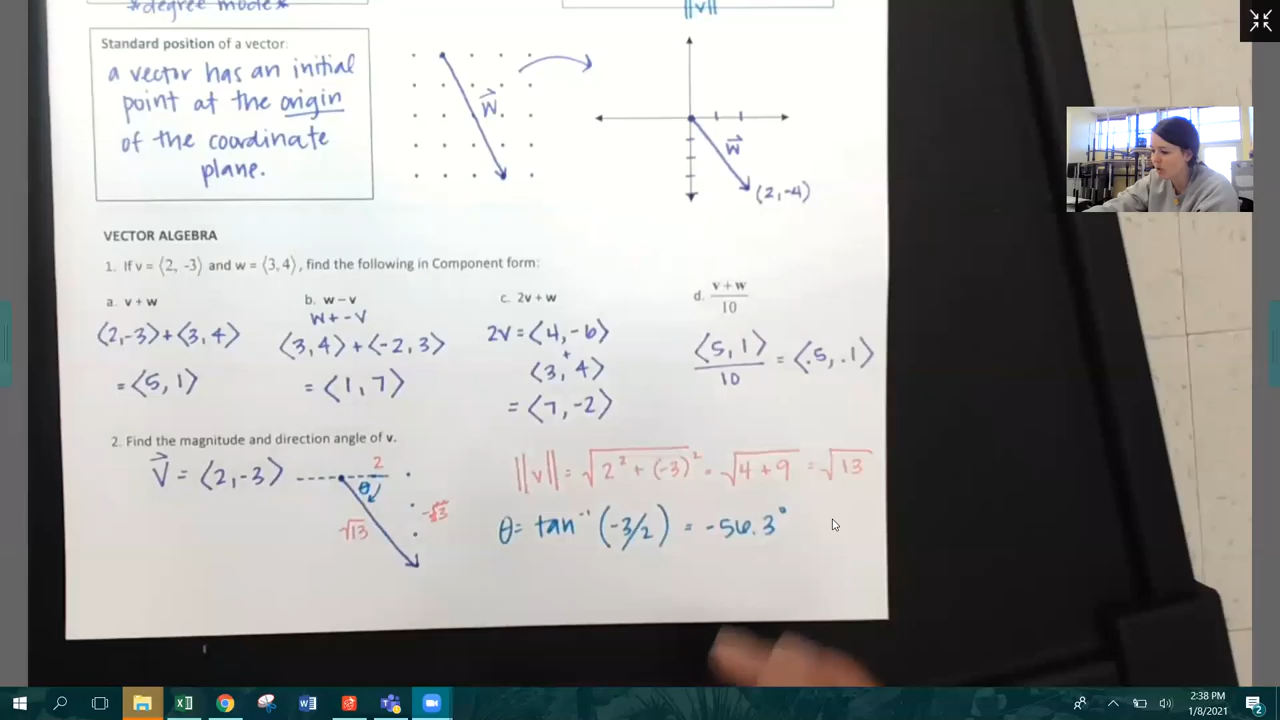 *degree mode*
||v||
Standard position of a vector:
a vector has an initial
point at the origin
of the coordinate
plane.
W
W
(2,-4)
VECTOR ALGEBRA
1. If v = ⟨2, -3⟩ and w = ⟨3, 4⟩, find the following in Component form:
a. v + w
⟨2,-3⟩+⟨3,4⟩
=⟨5,1⟩
b. w – v
W+-V
⟨3,4⟩+⟨-2,3⟩
=⟨1,7⟩
c. 2v + w
2V=⟨4,-6⟩
+
⟨3,4⟩
=⟨7,-2⟩
d. v + w / 10
⟨5,1⟩/10 = ⟨.5, .1⟩
2. Find the magnitude and direction angle of v.
V = ⟨2,-3⟩
2
θ
√13
||v||= √2² + (-3)² = √4+9 = √13
θ= tan⁻¹ (-3/2) = -56.3°
2:38 PM
1/8/2021
2